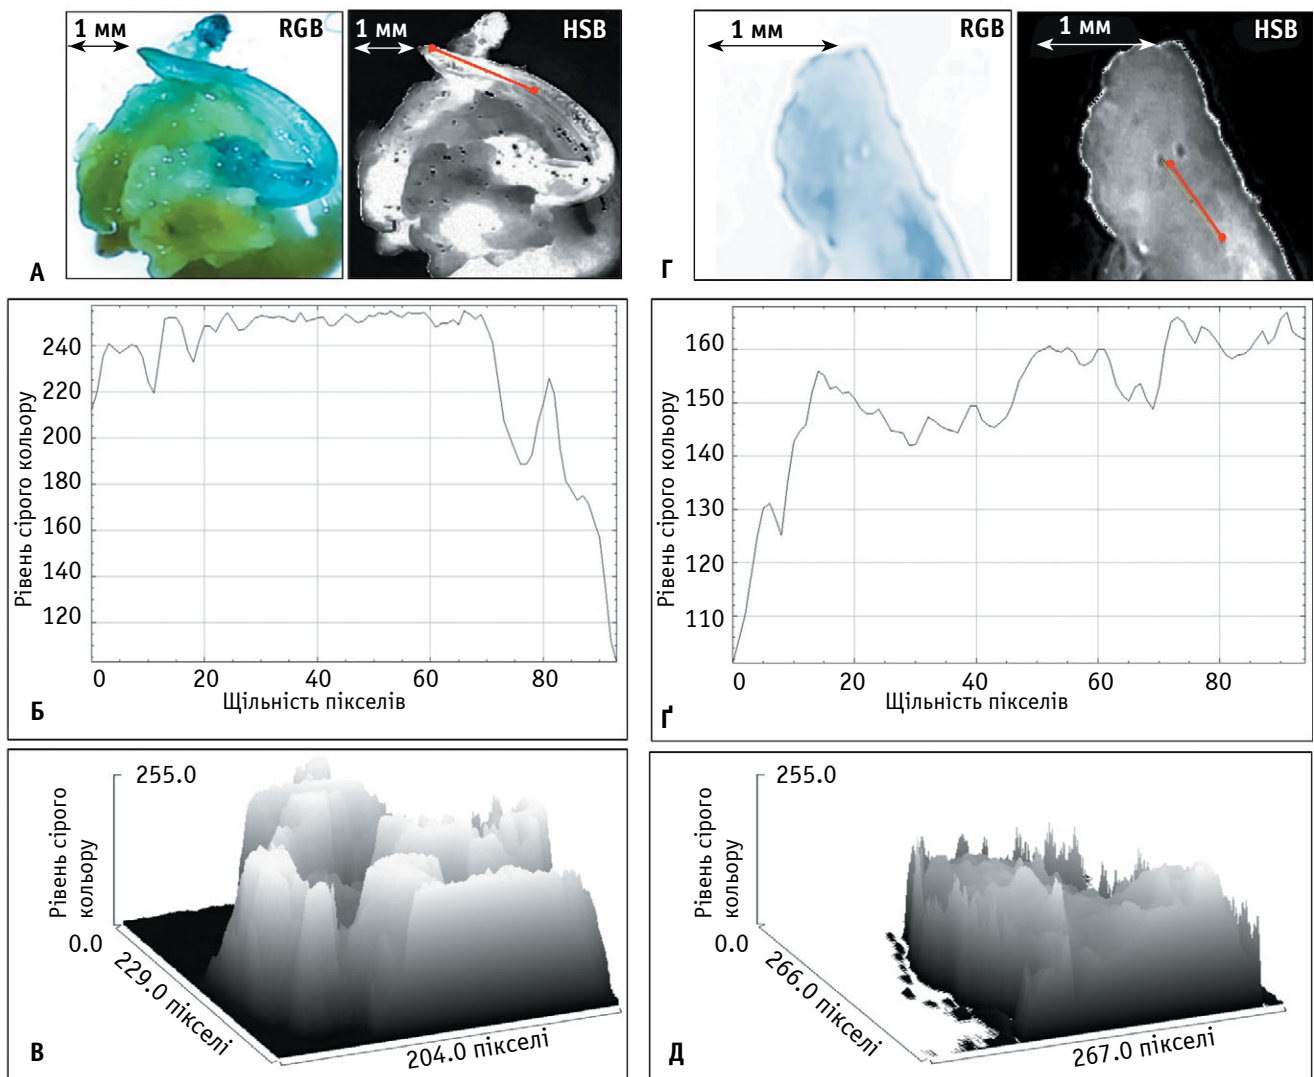 1 мм
RGB
1 мм
HSB
А
1 мм
RGB
1 мм
HSB
Г
240
220
200
180
160
140
120
Рівень сірого кольору
0
20
40
60
80
Щільність пікселів
Б
160
150
140
130
120
110
Рівень сірого кольору
0
20
40
60
80
Щільність пікселів
Ґ
255.0
Рівень сірого
кольору
0.0
229.0 пікселі
204.0 пікселі
В
255.0
Рівень сірого
кольору
0.0
266.0 пікселі
267.0 пікселі
Д